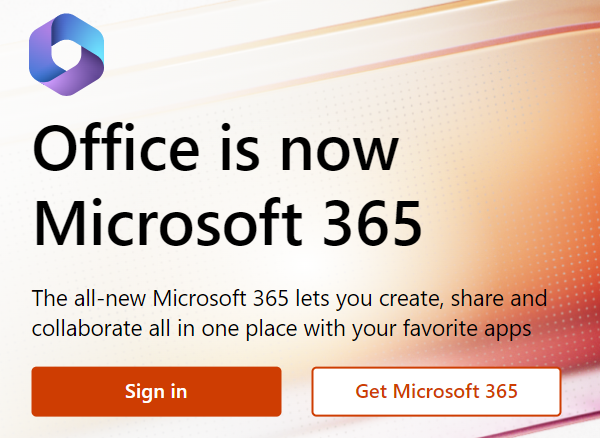 Office is now
Microsoft 365
The all-new Microsoft 365 lets you create, share and
collaborate all in one place with your favorite apps
Sign in
Get Microsoft 365